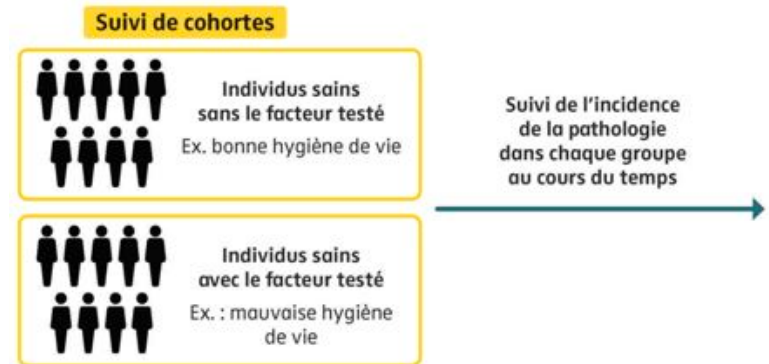 Suivi de cohortes
Individus sains
sans le facteur testé
Ex. bonne hygiène de vie
Suivi de l'incidence
de la pathologie
dans chaque groupe
au cours du temps
Individus sains
avec le facteur testé
Ex. : mauvaise hygiène
de vie